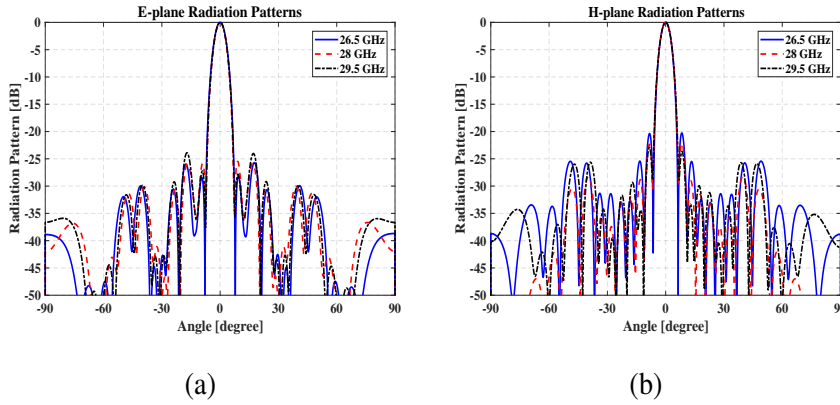 E-plane Radiation Patterns
0
-5
-10
-15
-20
-25
-30
-35
-40
-45
-50
Radiation Pattern [dB]
26.5 GHz
28 GHz
29.5 GHz
-90 -60 -30 0 30 60 90
Angle [degree]
(a)
H-plane Radiation Patterns
0
-5
-10
-15
-20
-25
-30
-35
-40
-45
-50
Radiation Pattern [dB]
26.5 GHz
28 GHz
29.5 GHz
-90 -60 -30 0 30 60 90
Angle [degree]
(b)